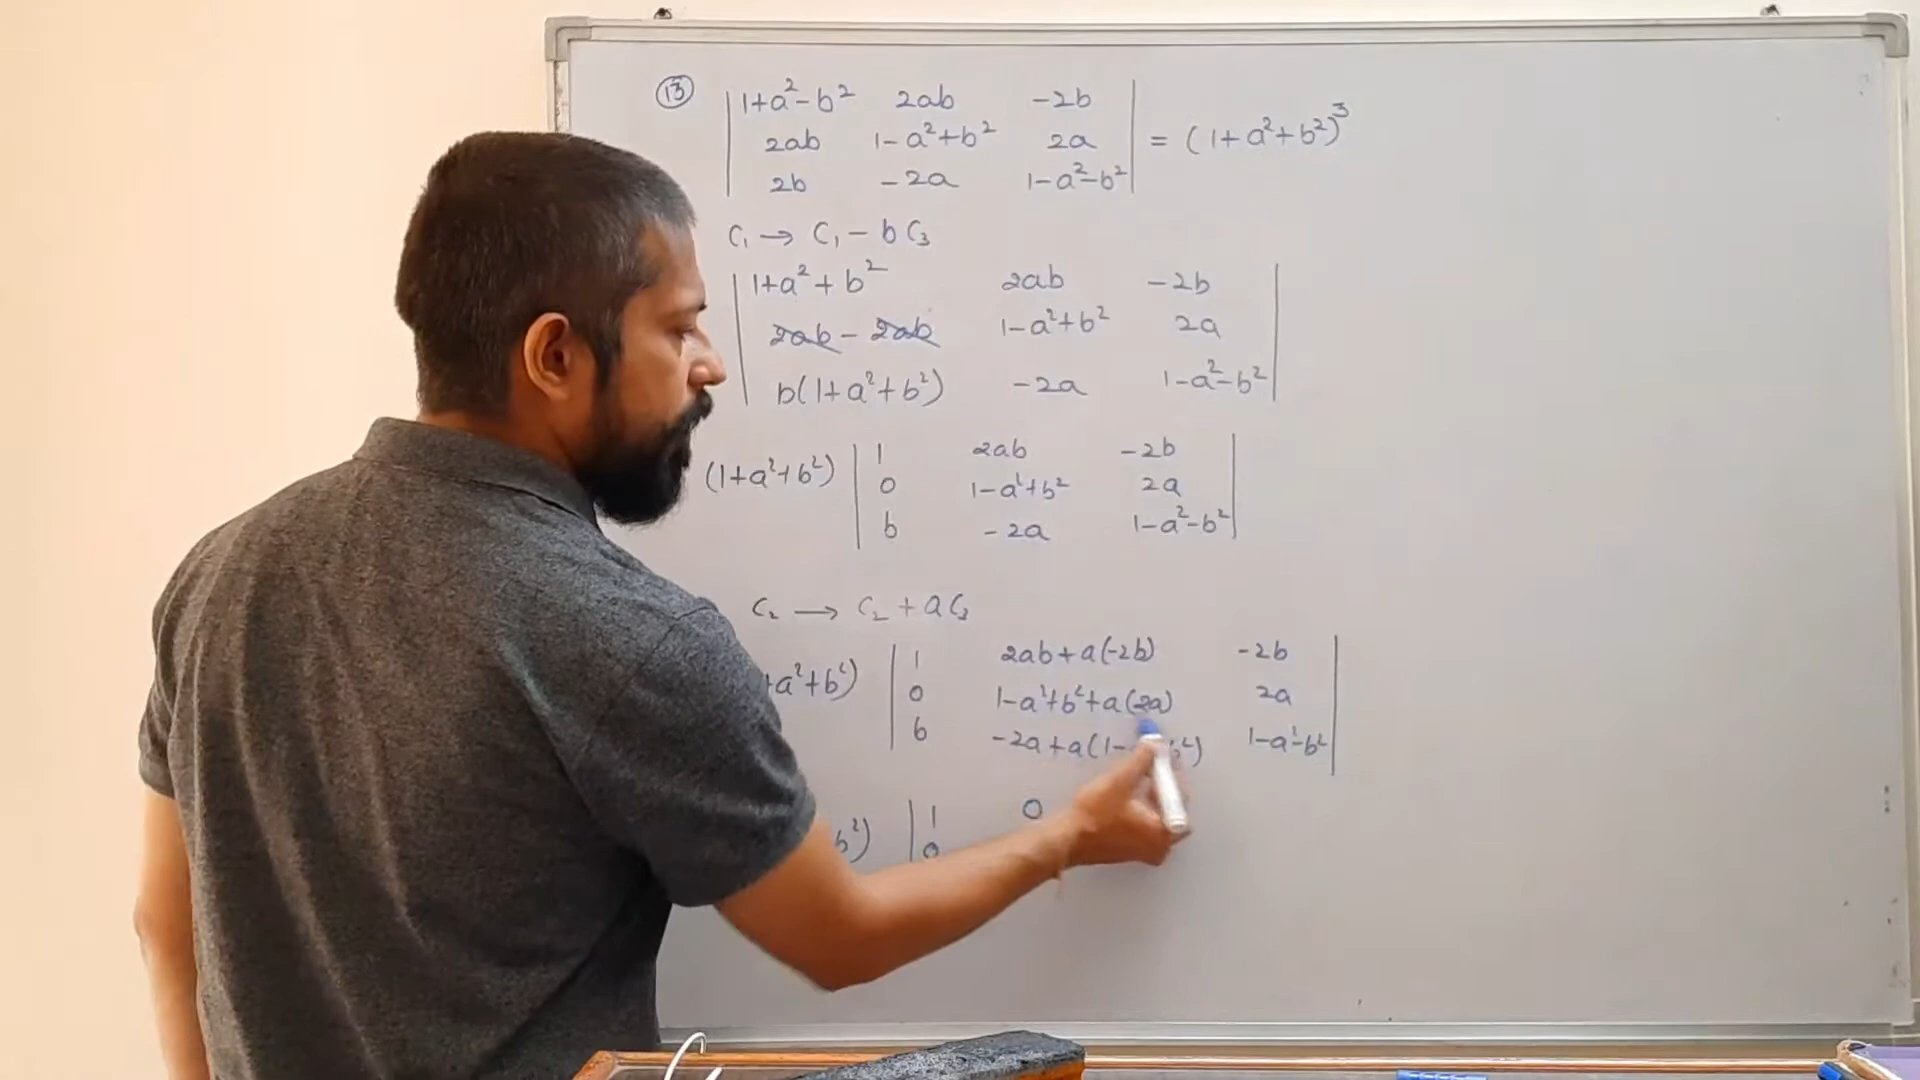 ⑬ | 1+a²-b² 2ab -2b |
| 2ab 1-a²+b² 2a | = (1+a²+b²)³
| 2b -2a 1-a²-b² |
C₁ → C₁ - b C₃
| 1+a²+b² 2ab -2b |
| 2ab - 2ab 1-a²+b² 2a |
| b(1+a²+b²) -2a 1-a²-b² |
| 1 2ab -2b |
(1+a²+b²) | 0 1-a²+b² 2a |
| b -2a 1-a²-b² |
C₂ → C₂ + a C₃
| 1 2ab+a(-2b) -2b |
+a²+b²) | 0 1-a²+b²+a(2a) 2a |
| b -2a+a(1- b²) 1-a²-b² |
| 1 0
b²) | 0